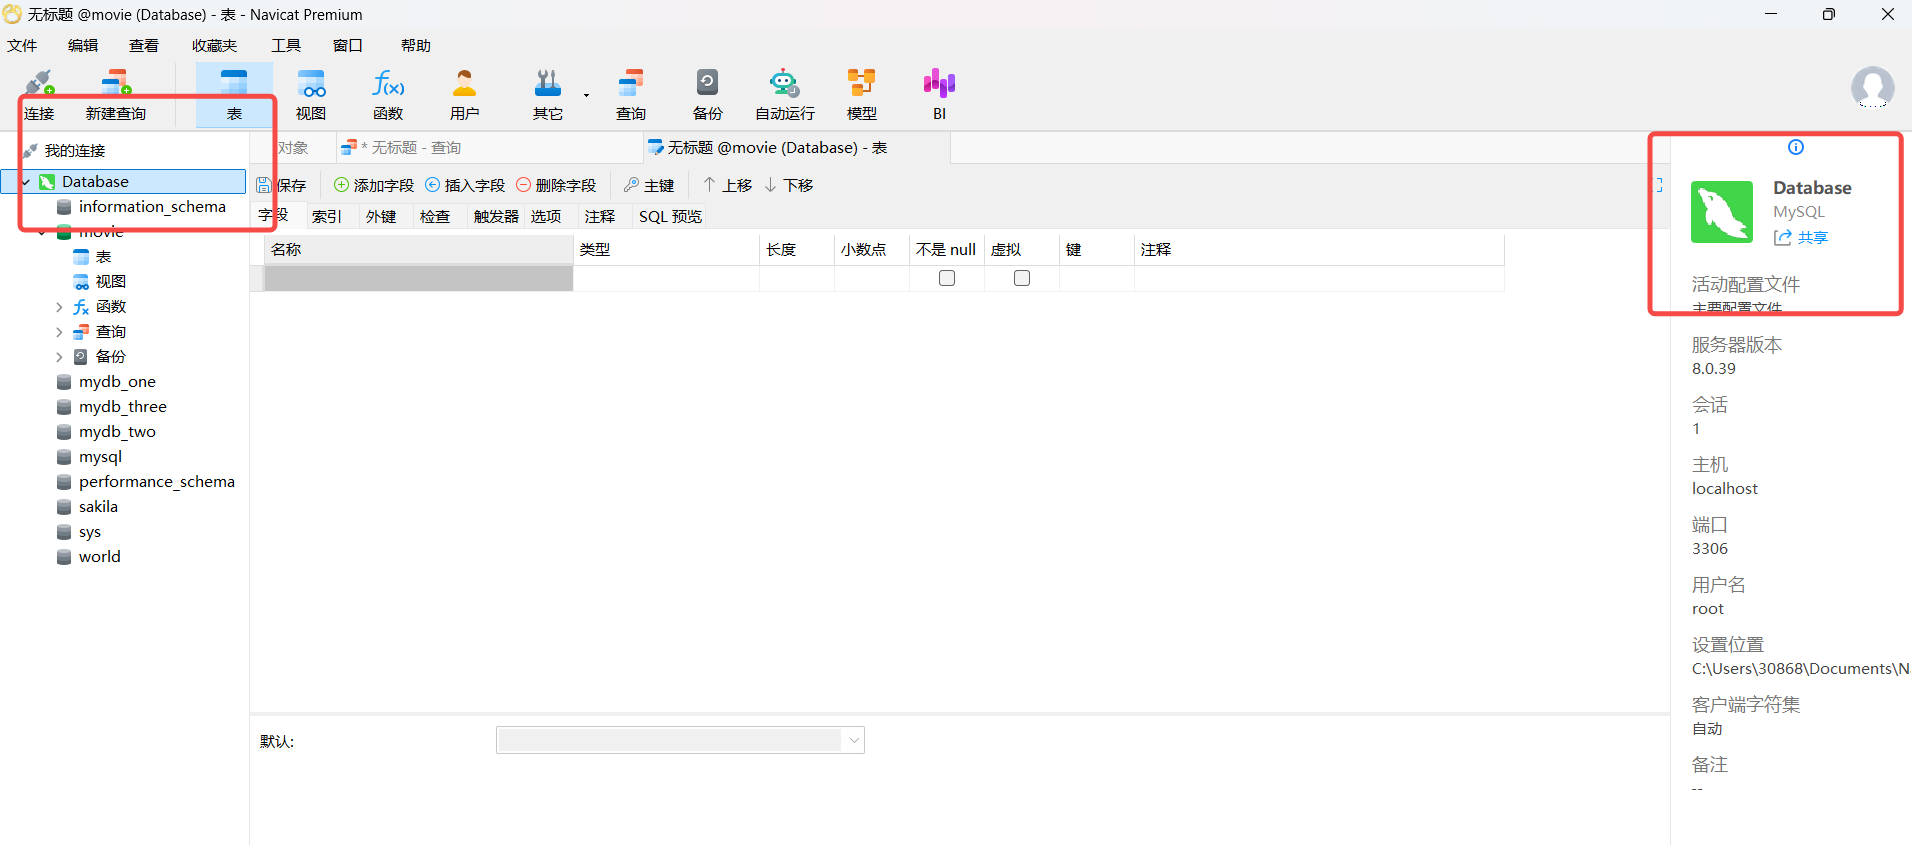 无标题 @movie (Database) - 表 - Navicat Premium
文件 编辑 查看 收藏夹 工具 窗口 帮助
连接 新建查询 表 视图 函数 用户 其它 查询 备份 自动运行 模型 BI
我的连接
Database
information_schema
movie
表
视图
函数
查询
备份
mydb_one
mydb_three
mydb_two
mysql
performance_schema
sakila
sys
world
对象 * 无标题 - 查询 无标题 @movie (Database) - 表
保存 添加字段 插入字段 删除字段 主键 上移 下移
字段 索引 外键 检查 触发器 选项 注释 SQL 预览
名称 类型 长度 小数点 不是 null 虚拟 键 注释
默认:
Database
MySQL
共享
活动配置文件
主要配置文件
服务器版本
8.0.39
会话
1
主机
localhost
端口
3306
用户名
root
设置位置
C:\Users\30868\Documents\N
客户端字符集
自动
备注
--